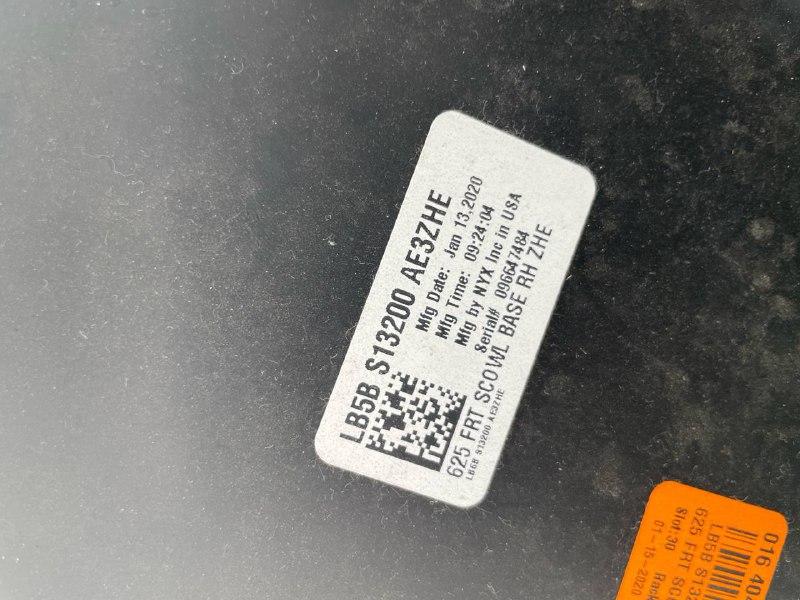 LB5B S13200 AE3ZHE
Mfg Date: Jan 13,2020
Mfg Time: 09:24:04
Mfg by NYX Inc in USA
Serial# 096647484
625 FRT SCOWL BASE RH ZHE
LB5B S13200 AE3ZHE
016 40
LB5B S13
625 FRT SC
Slot:30 Rack
01-15-2020